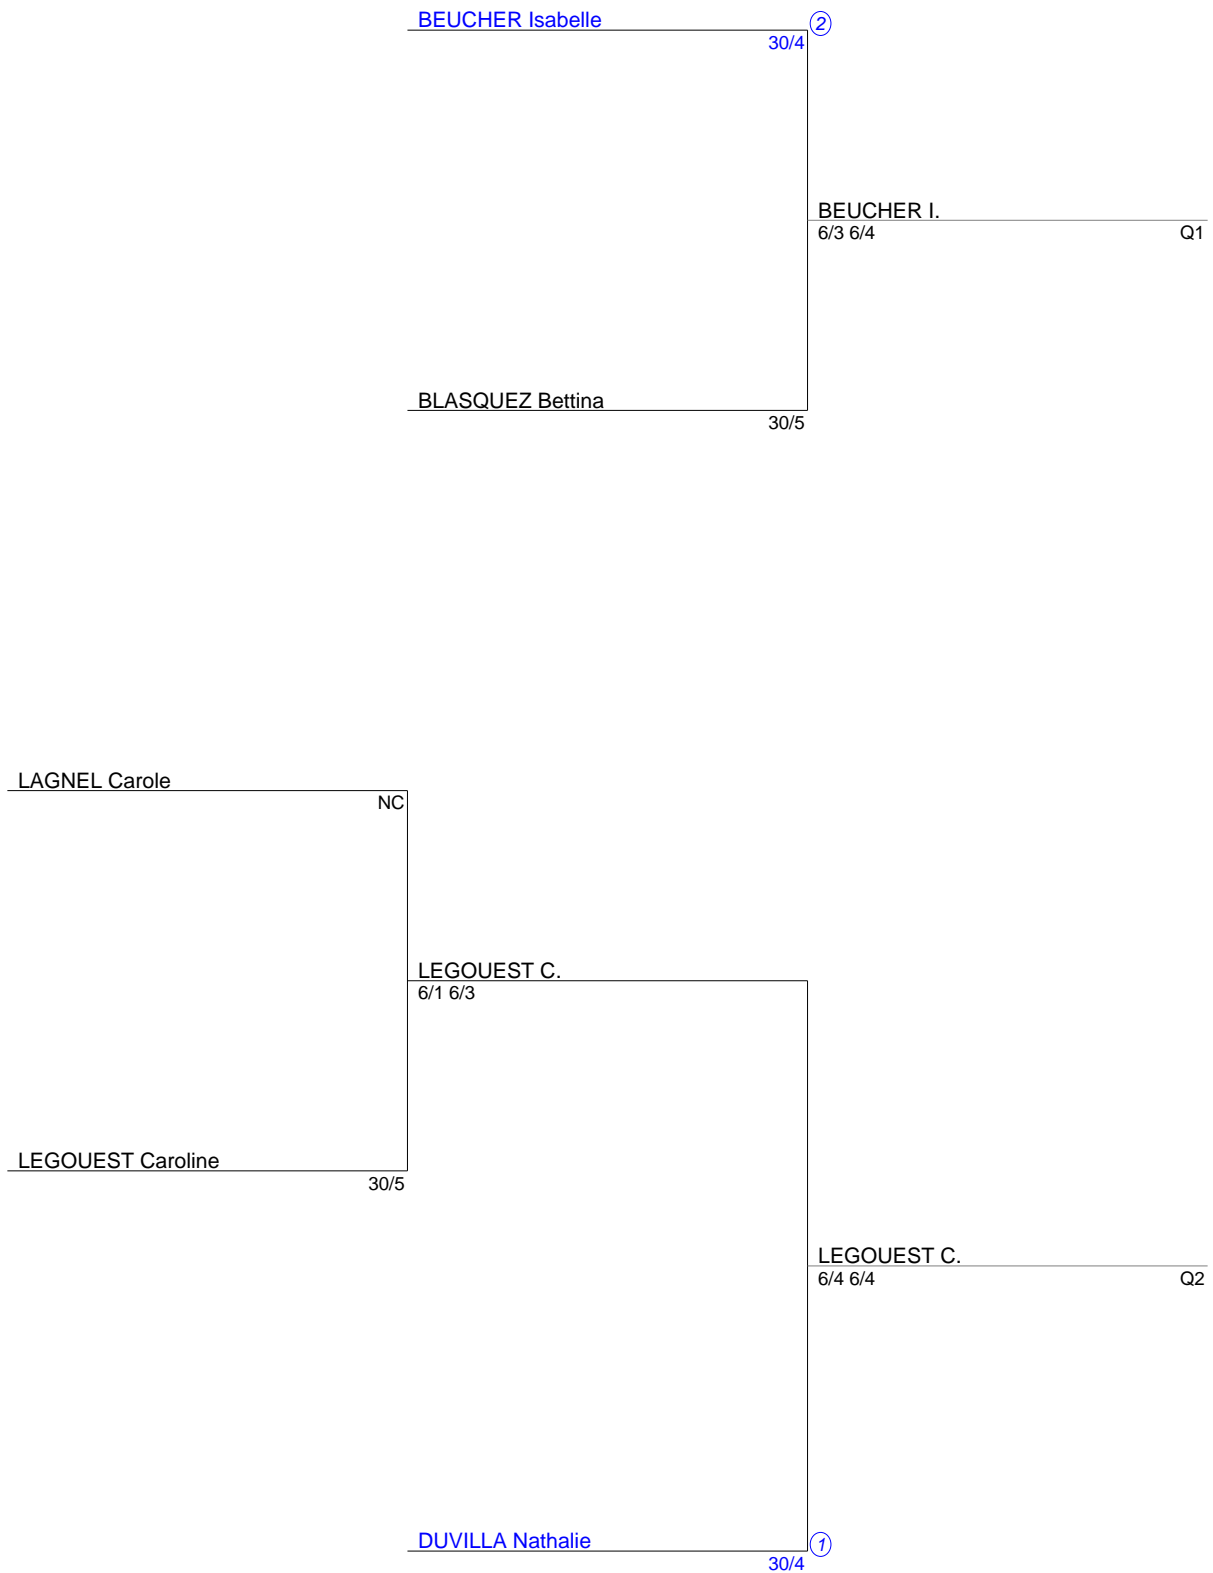 BEUCHER Isabelle
2
30/4
BEUCHER I.
6/3 6/4
Q1
BLASQUEZ Bettina
30/5
LAGNEL Carole
NC
LEGOUEST C.
6/1 6/3
LEGOUEST Caroline
30/5
LEGOUEST C.
6/4 6/4
Q2
DUVILLA Nathalie
1
30/4